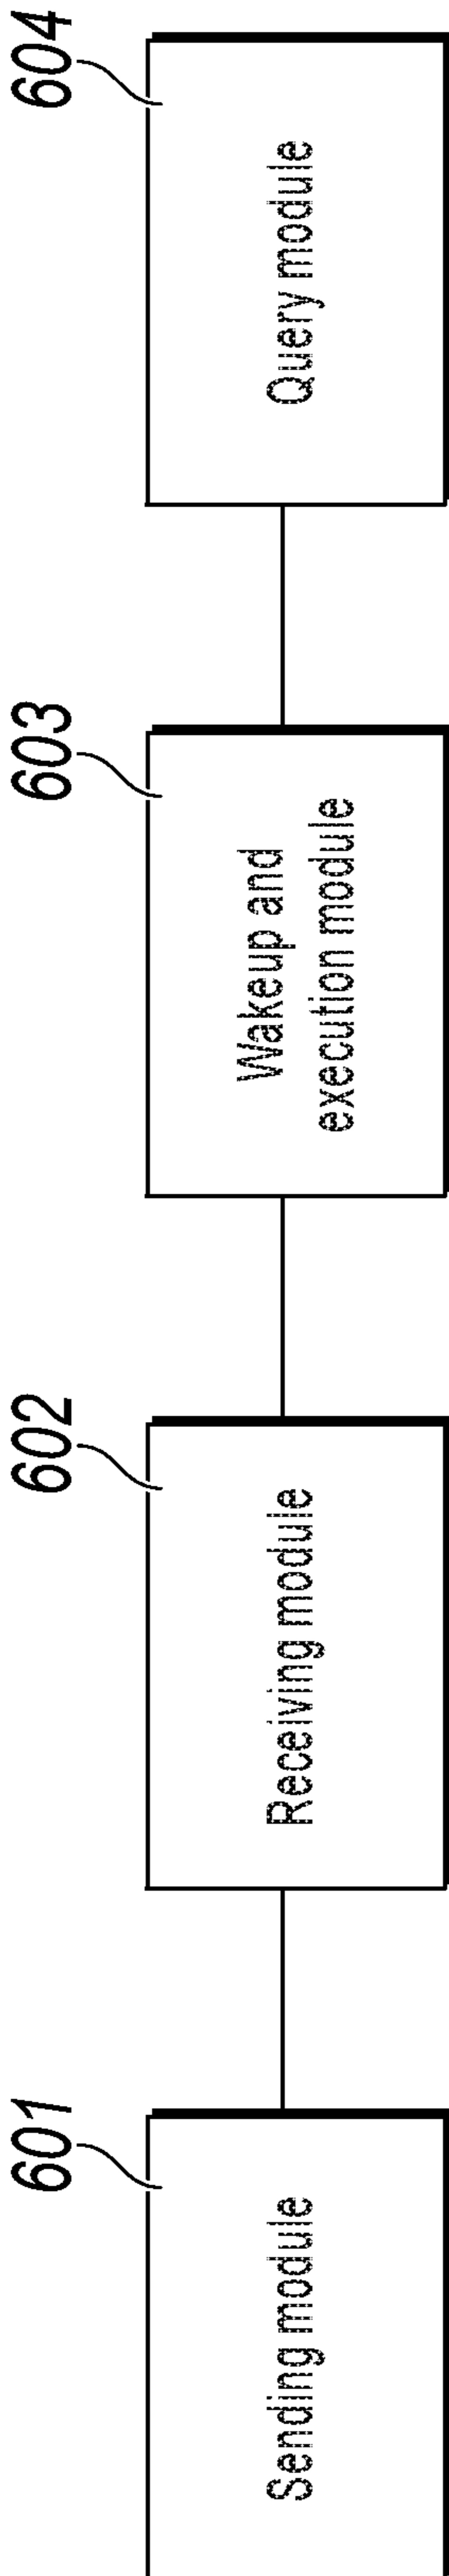 601
Sending module
602
Receiving module
603
Wakeup and
execution module
604
Query module